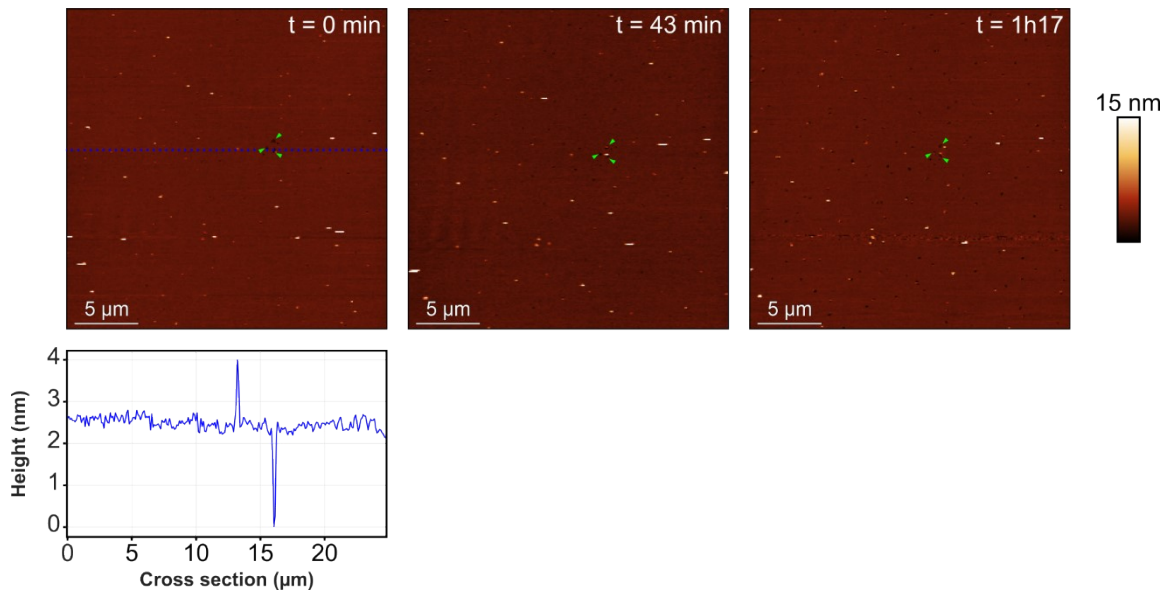 t = 0 min
t = 43 min
t = 1h17
15 nm
5 µm
5 µm
5 µm
4
3
2
1
0
Height (nm)
0 5 10 15 20
Cross section (µm)